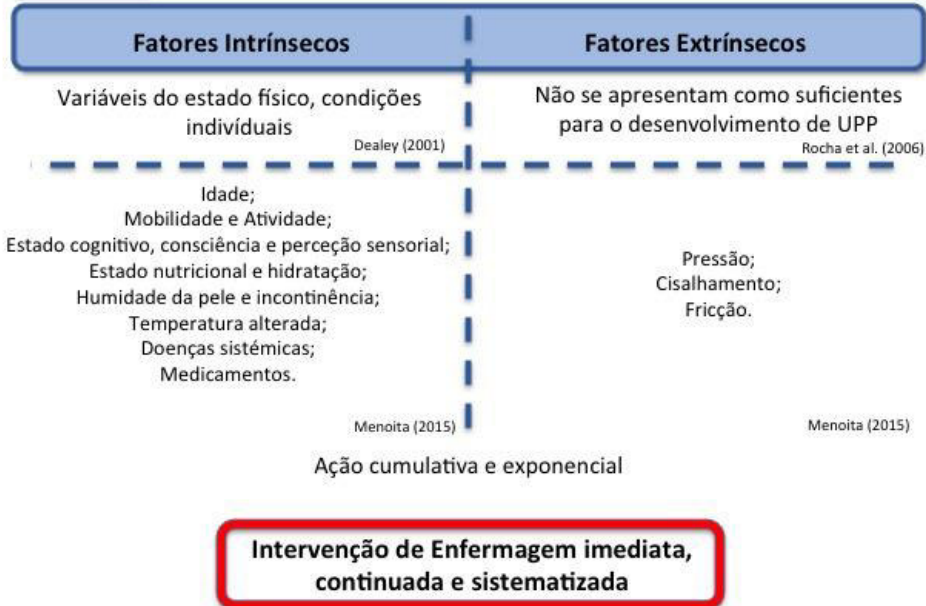 Fatores Intrínsecos
Fatores Extrínsecos
Variáveis do estado físico, condições
indivíduais
Dealey (2001)
Não se apresentam como suficientes
para o desenvolvimento de UPP
Rocha et al. (2006)
Idade;
Mobilidade e Atividade;
Estado cognitivo, consciência e perceção sensorial;
Estado nutricional e hidratação;
Humidade da pele e incontinência;
Temperatura alterada;
Doenças sistémicas;
Medicamentos.
Menoita (2015)
Pressão;
Cisalhamento;
Fricção.
Menoita (2015)
Ação cumulativa e exponencial
Intervenção de Enfermagem imediata,
continuada e sistematizada